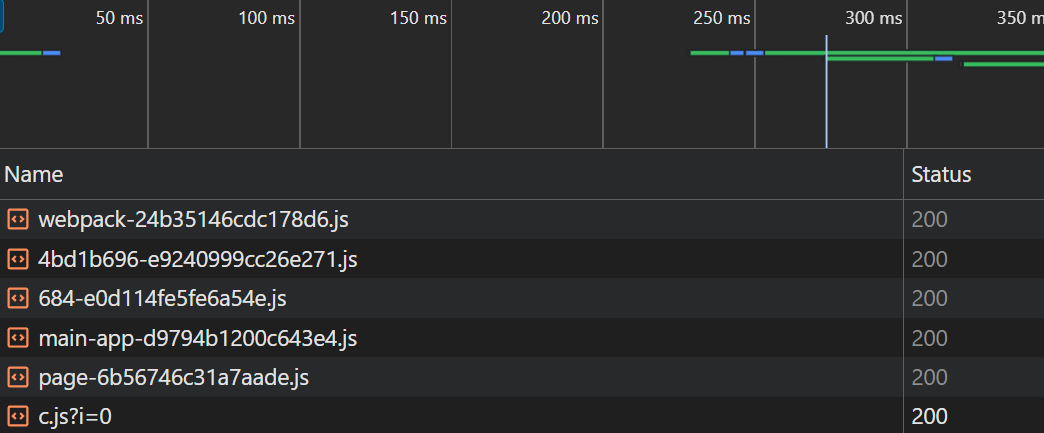 50 ms 100 ms 150 ms 200 ms 250 ms 300 ms 350 m
Name Status
webpack-24b35146cdc178d6.js 200
4bd1b696-e9240999cc26e271.js 200
684-e0d114fe5fe6a54e.js 200
main-app-d9794b1200c643e4.js 200
page-6b56746c31a7aade.js 200
c.js?i=0 200